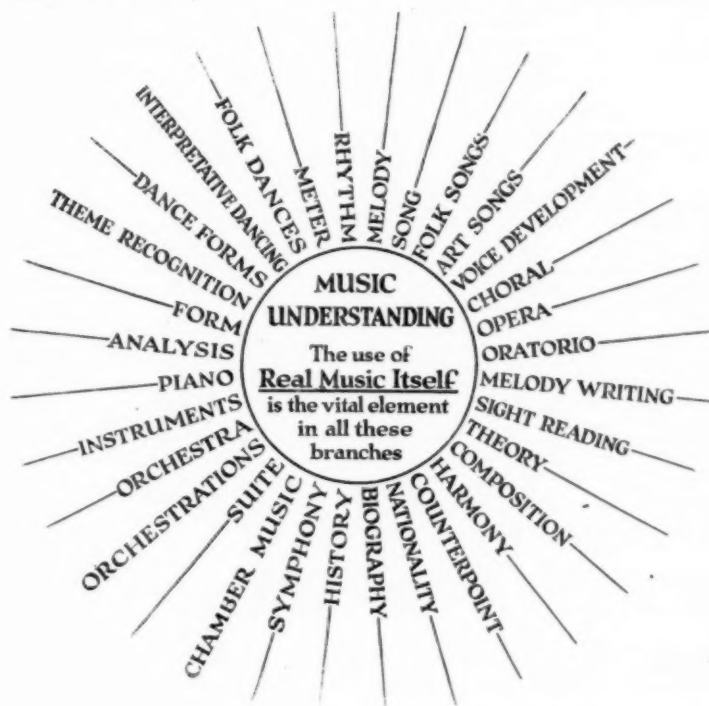 MUSIC
UNDERSTANDING
The use of
Real Music Itself
is the vital element
in all these
branches
RHYTHM
MELODY
SONG
FOLK SONGS
ART SONGS
VOICE DEVELOPMENT
CHORAL
OPERA
ORATORIO
MELODY WRITING
SIGHT READING
THEORY
COMPOSITION
HARMONY
COUNTERPOINT
NATIONALITY
BIOGRAPHY
HISTORY
SYMPHONY
CHAMBER MUSIC
SUITE
ORCHESTRATIONS
ORCHESTRA
INSTRUMENTS
PIANO
ANALYSIS
FORM
THEME RECOGNITION
DANCE FORMS
INTERPRETATIVE DANCING
FOLK DANCES
METER